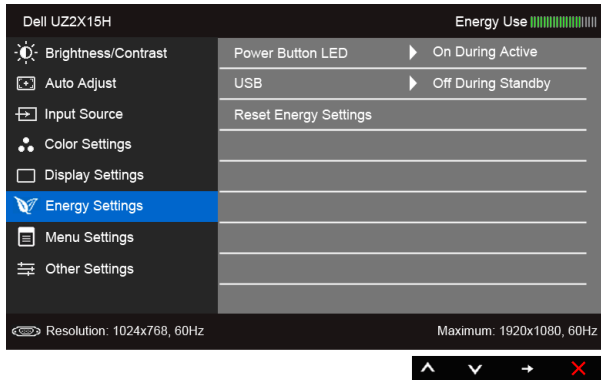 Dell UZ2X15H Energy Use
Brightness/Contrast Power Button LED On During Active
Auto Adjust USB Off During Standby
Input Source Reset Energy Settings
Color Settings
Display Settings
Energy Settings
Menu Settings
Other Settings
Resolution: 1024x768, 60Hz Maximum: 1920x1080, 60Hz